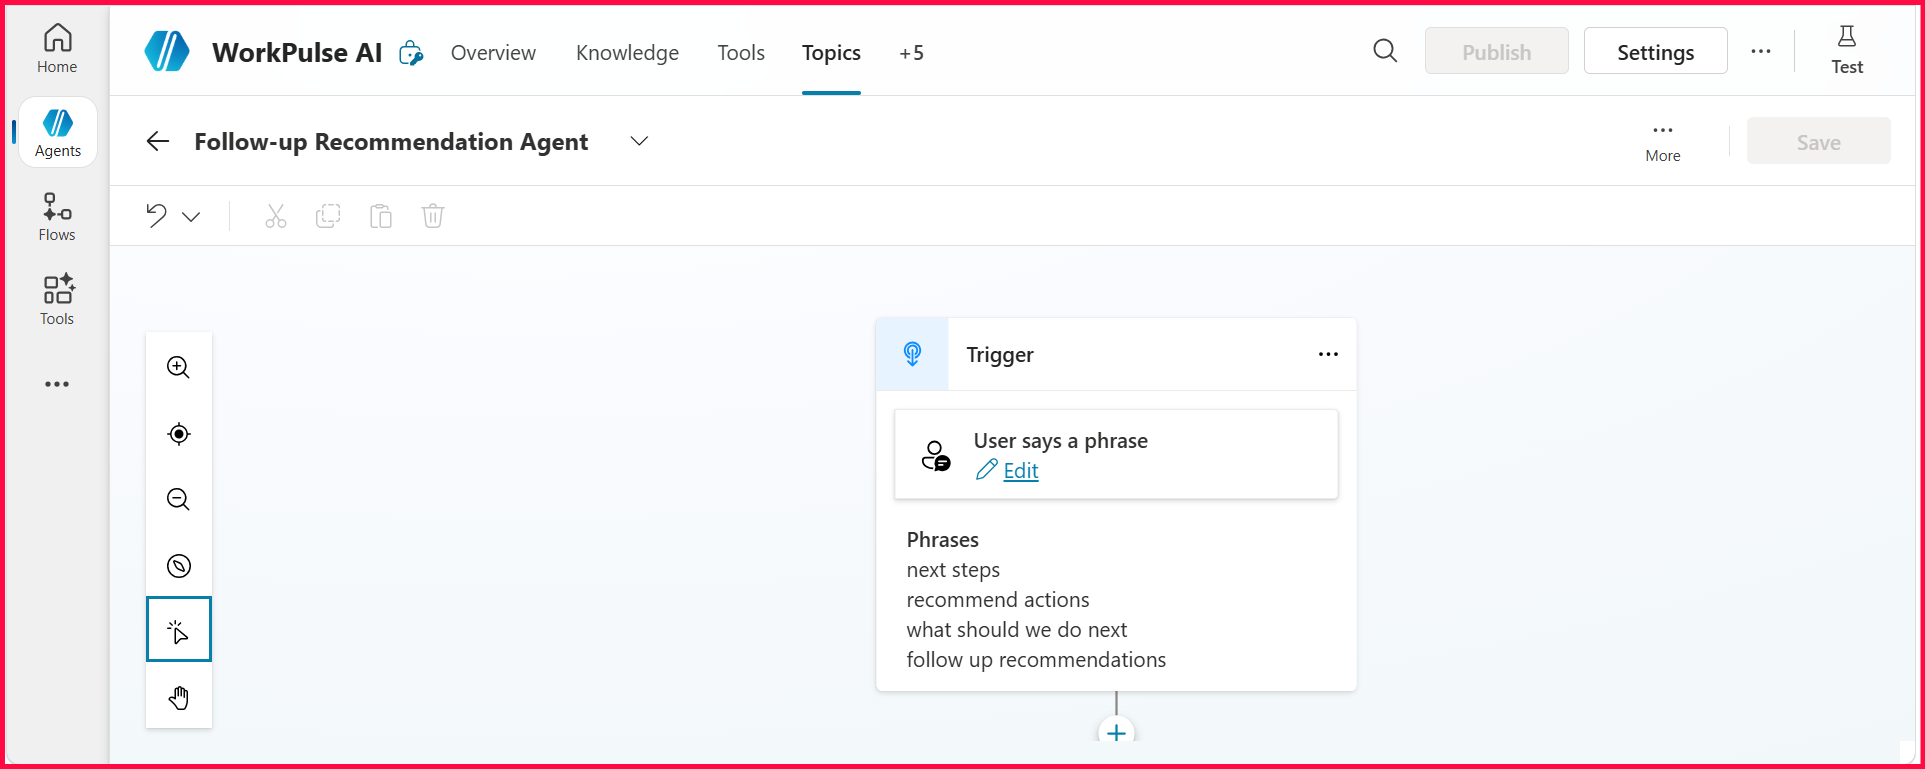 Home
Agents
Flows
Tools
WorkPulse AI
Overview
Knowledge
Tools
Topics
+5
Publish
Settings
Test
Follow-up Recommendation Agent
More
Save
Trigger
User says a phrase
Edit
Phrases
next steps
recommend actions
what should we do next
follow up recommendations